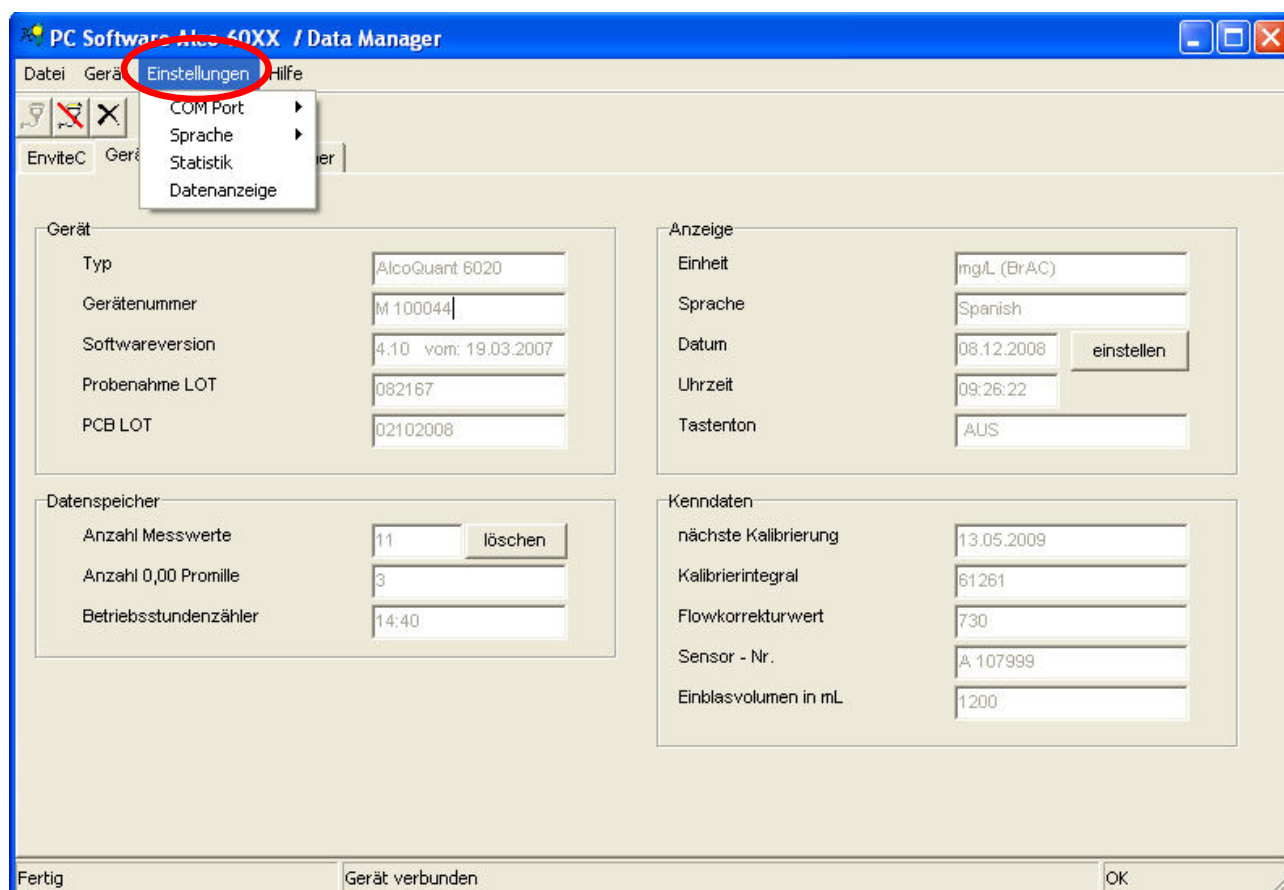 PC Software Alco 60XX / Data Manager
Datei Gerä Einstellungen Hilfe
COM Port
Sprache
Statistik
Datenanzeige
EnviteC Gerä her
Gerät
Typ AlcoQuant 6020
Gerätenummer M 100044
Softwareversion 4.10 vom: 19.03.2007
Probenahme LOT 082167
PCB LOT 02102008
Anzeige
Einheit mg/L (BrAC)
Sprache Spanish
Datum 08.12.2008 einstellen
Uhrzeit 09:26:22
Tastenton AUS
Datenspeicher
Anzahl Messwerte 11 löschen
Anzahl 0,00 Promille 3
Betriebsstundenzähler 14:40
Kenndaten
nächste Kalibrierung 13.05.2009
Kalibrierintegral 61261
Flowkorrekturwert 730
Sensor - Nr. A 107999
Einblasvolumen in mL 1200
Fertig Gerät verbunden OK